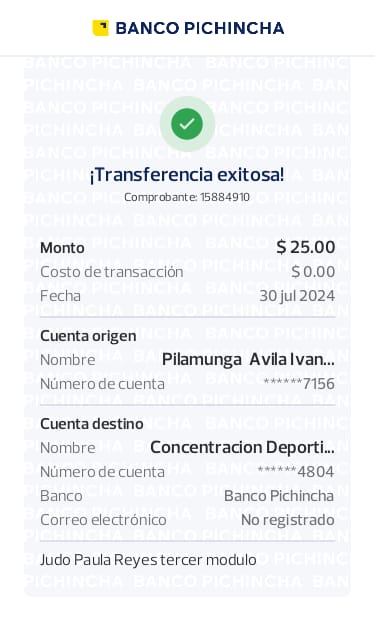 BANCO PICHINCHA
¡Transferencia exitosa!
Comprobante: 15884910
Monto $ 25.00
Costo de transacción $ 0.00
Fecha 30 jul 2024
Cuenta origen
Nombre Pilamunga Avila Ivan...
Número de cuenta ******7156
Cuenta destino
Nombre Concentracion Deporti...
Número de cuenta ******4804
Banco Banco Pichincha
Correo electrónico No registrado
Judo Paula Reyes tercer modulo